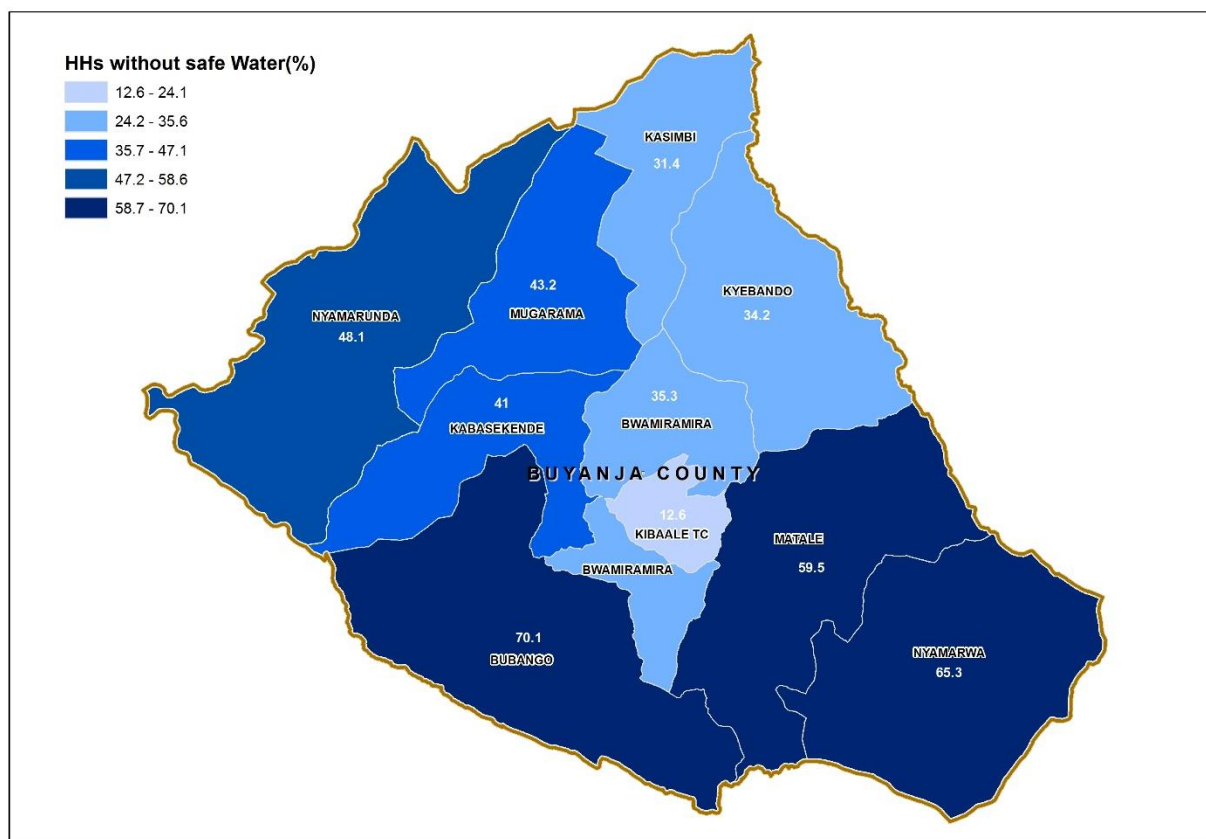 HHs without safe Water(%)
12.6 - 24.1
24.2 - 35.6
35.7 - 47.1
47.2 - 58.6
58.7 - 70.1
KASIMBI
31.4
KYEBANDO
34.2
43.2
MUGARAMA
NYAMARUNDA
48.1
41
KABASEKENDE
35.3
BWAMIRAMIRA
BUYANJA COUNTY
12.6
KIBAALE TC
BWAMIRAMIRA
MATALE
59.5
70.1
BUBANGO
NYAMARWA
65.3